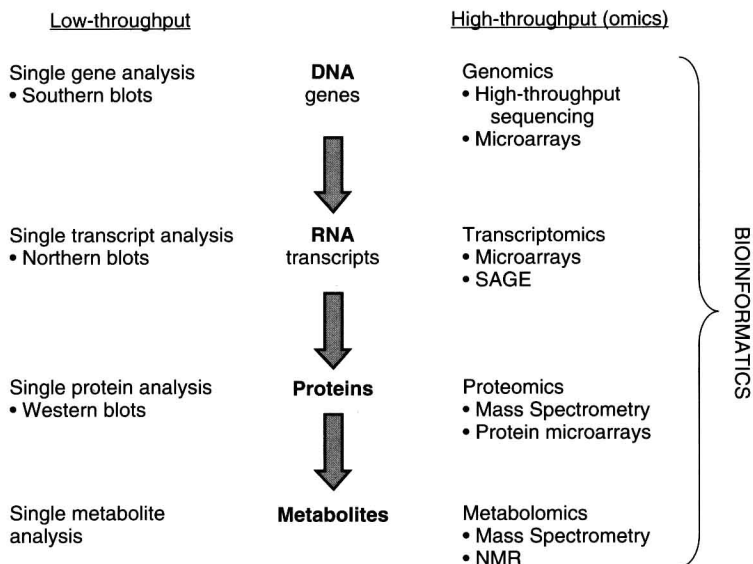 Low-throughput
High-throughput (omics)
Single gene analysis
• Southern blots
DNA
genes
Genomics
• High-throughput
sequencing
• Microarrays
Single transcript analysis
• Northern blots
RNA
transcripts
Transcriptomics
• Microarrays
• SAGE
Single protein analysis
• Western blots
Proteins
Proteomics
• Mass Spectrometry
• Protein microarrays
Single metabolite
analysis
Metabolites
Metabolomics
• Mass Spectrometry
• NMR
BIOINFORMATICS